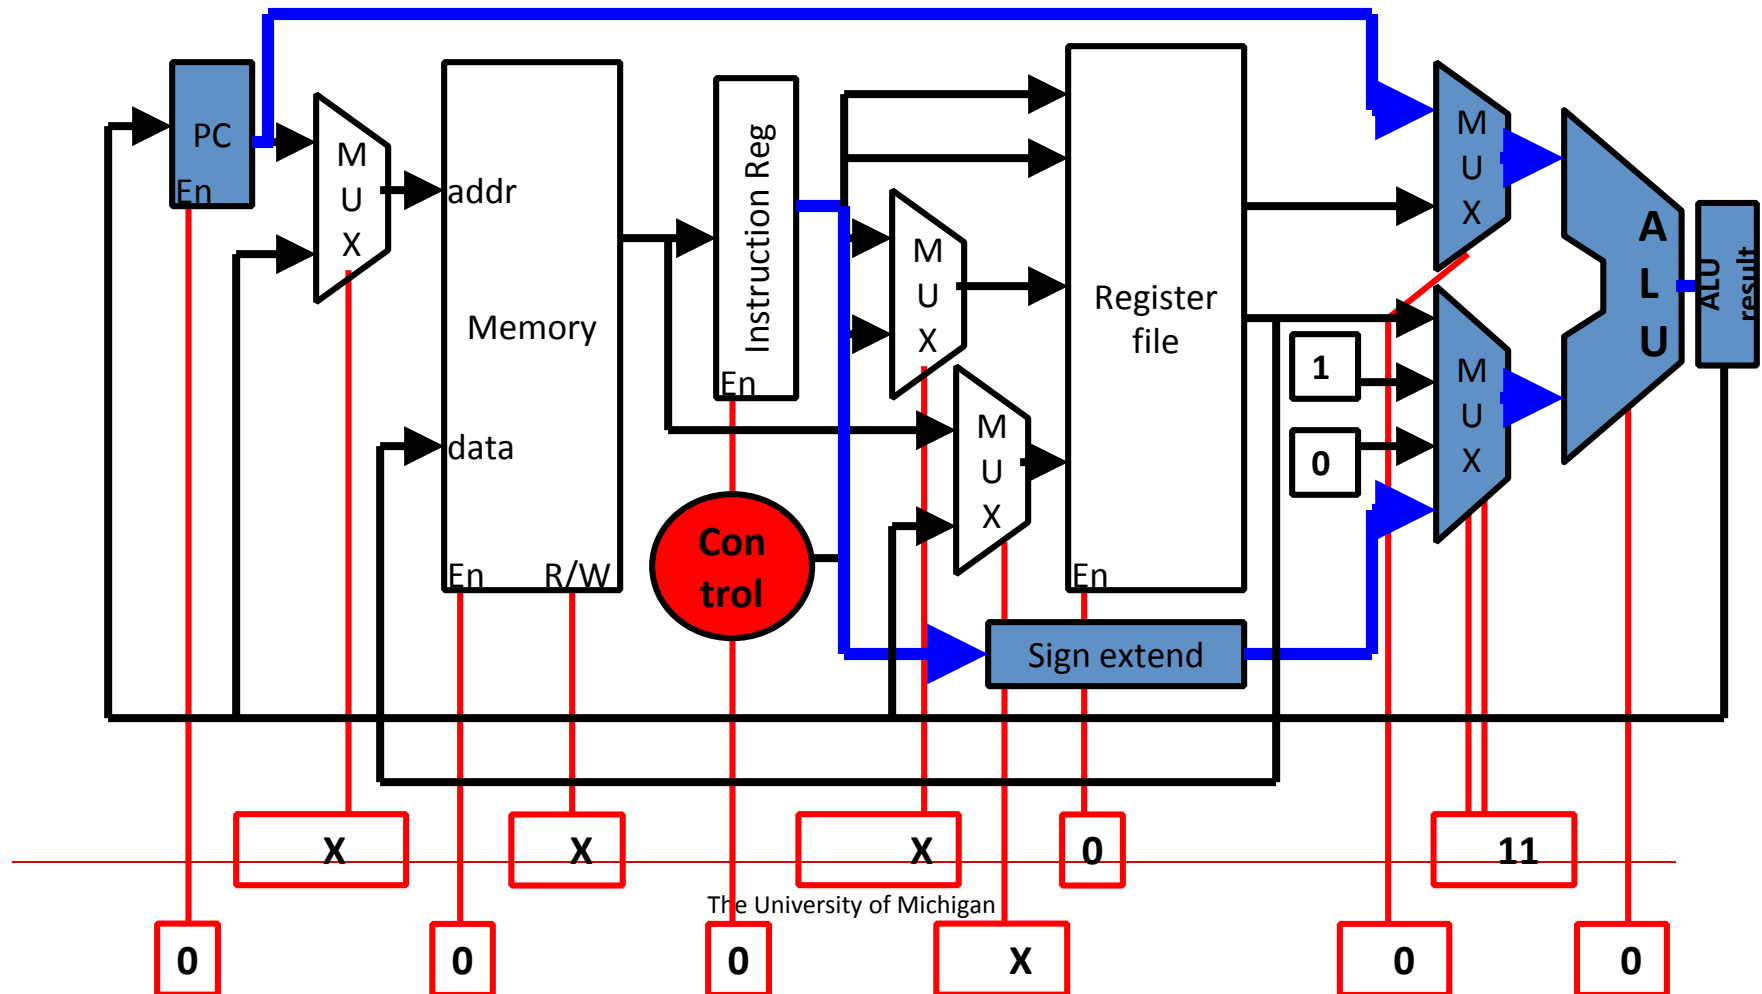 PC
En
M
U
X
addr
Memory
data
En
R/W
Instruction Reg
En
Con
trol
M
U
X
M
U
X
Register
file
En
Sign extend
1
0
M
U
X
M
U
X
A
L
U
ALU
result
X
X
X
0
11
The University of Michigan
0
0
0
X
0
0